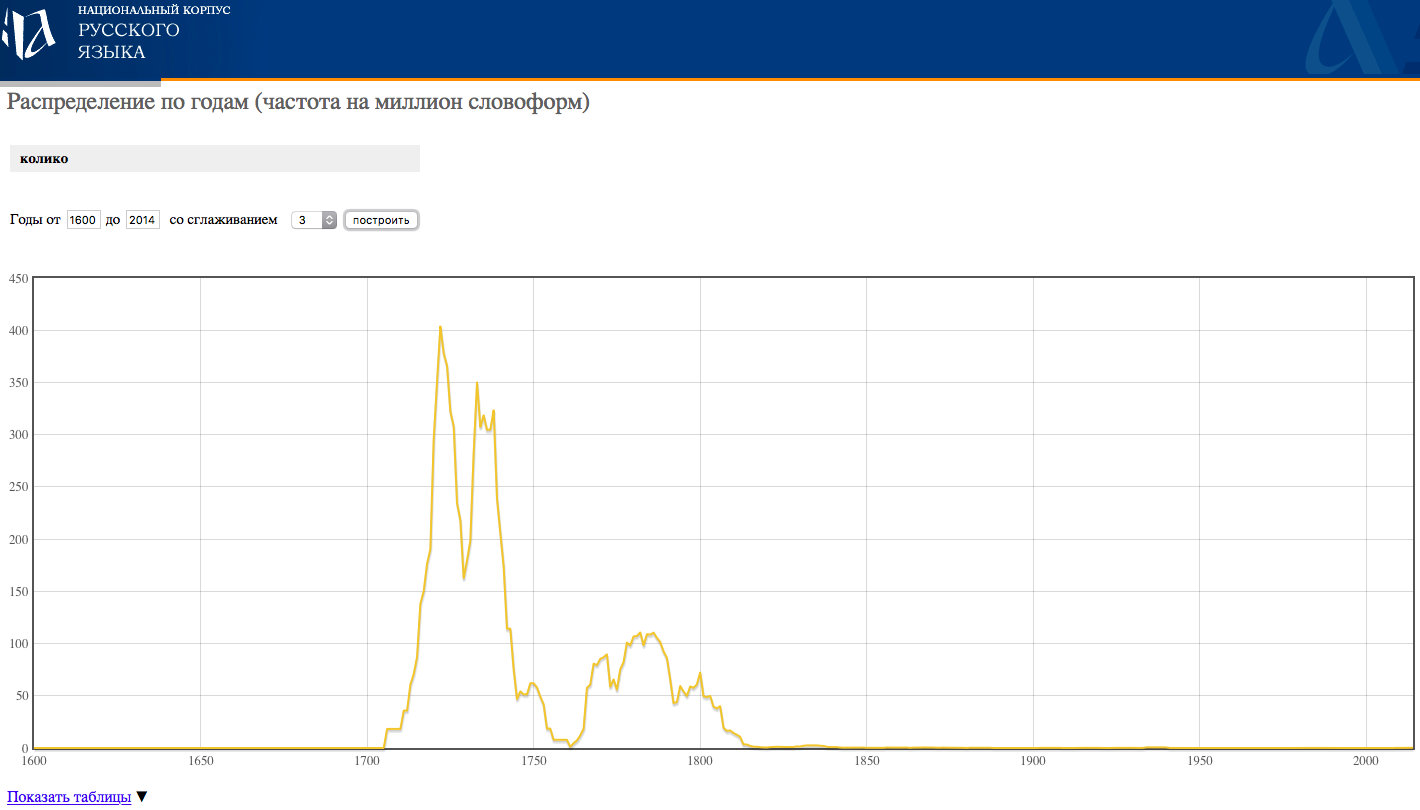 НАЦИОНАЛЬНЫЙ КОРПУС
РУССКОГО
ЯЗЫКА
Распределение по годам (частота на миллион словоформ)
колико
Годы от 1600 до 2014 со сглаживанием 3 построить
450
400
350
300
250
200
150
100
50
0
1600 1650 1700 1750 1800 1850 1900 1950 2000
Показать таблицы ▼